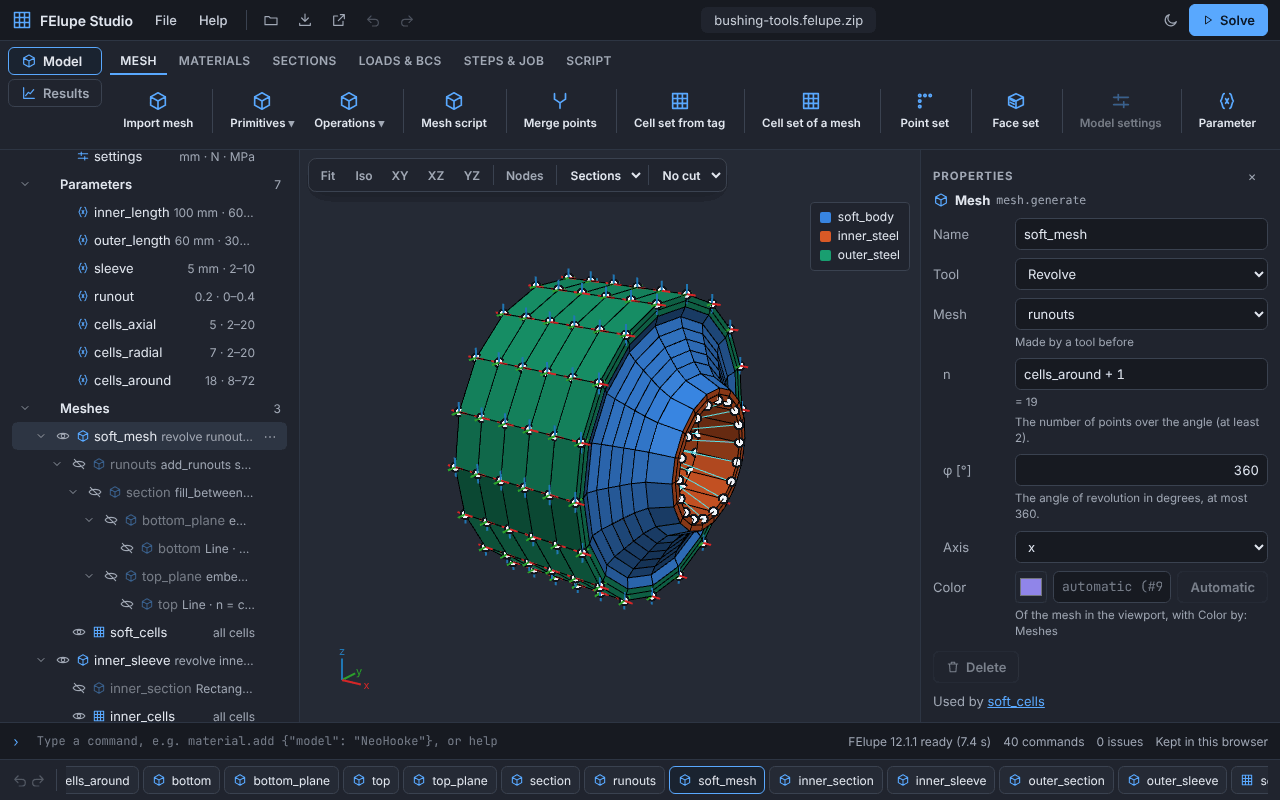 FElupe Studio File Help bushing-tools.felupe.zip Solve
Model MESH MATERIALS SECTIONS LOADS & BCS STEPS & JOB SCRIPT
Results
Import mesh Primitives ▾ Operations ▾ Mesh script Merge points Cell set from tag Cell set of a mesh Point set Face set Model settings Parameter
settings mm · N · MPa
Parameters 7
inner_length 100 mm · 60...
outer_length 60 mm · 30...
sleeve 5 mm · 2–10
runout 0.2 · 0–0.4
cells_axial 5 · 2–20
cells_radial 7 · 2–20
cells_around 18 · 8–72
Meshes 3
soft_mesh revolve runout... ···
runouts add_runouts s...
section fill_between...
bottom_plane e...
bottom Line · ...
top_plane embe...
top Line · n = c...
soft_cells all cells
inner_sleeve revolve inne...
inner_section Rectang...
inner_cells all cells
Fit Iso XY XZ YZ Nodes Sections No cut
soft_body
inner_steel
outer_steel
z
y
x
PROPERTIES ×
Mesh mesh.generate
Name soft_mesh
Tool Revolve
Mesh runouts
Made by a tool before
n cells_around + 1
= 19
The number of points over the angle (at least
2).
φ [°] 360
The angle of revolution in degrees, at most
360.
Axis x
Color automatic (#9 Automatic
Of the mesh in the viewport, with Color by:
Meshes
Delete
Used by soft_cells
› Type a command, e.g. material.add {"model": "NeoHooke"}, or help FElupe 12.1.1 ready (7.4 s) 40 commands 0 issues Kept in this browser
ells_around bottom bottom_plane top top_plane section runouts soft_mesh inner_section inner_sleeve outer_section outer_sleeve